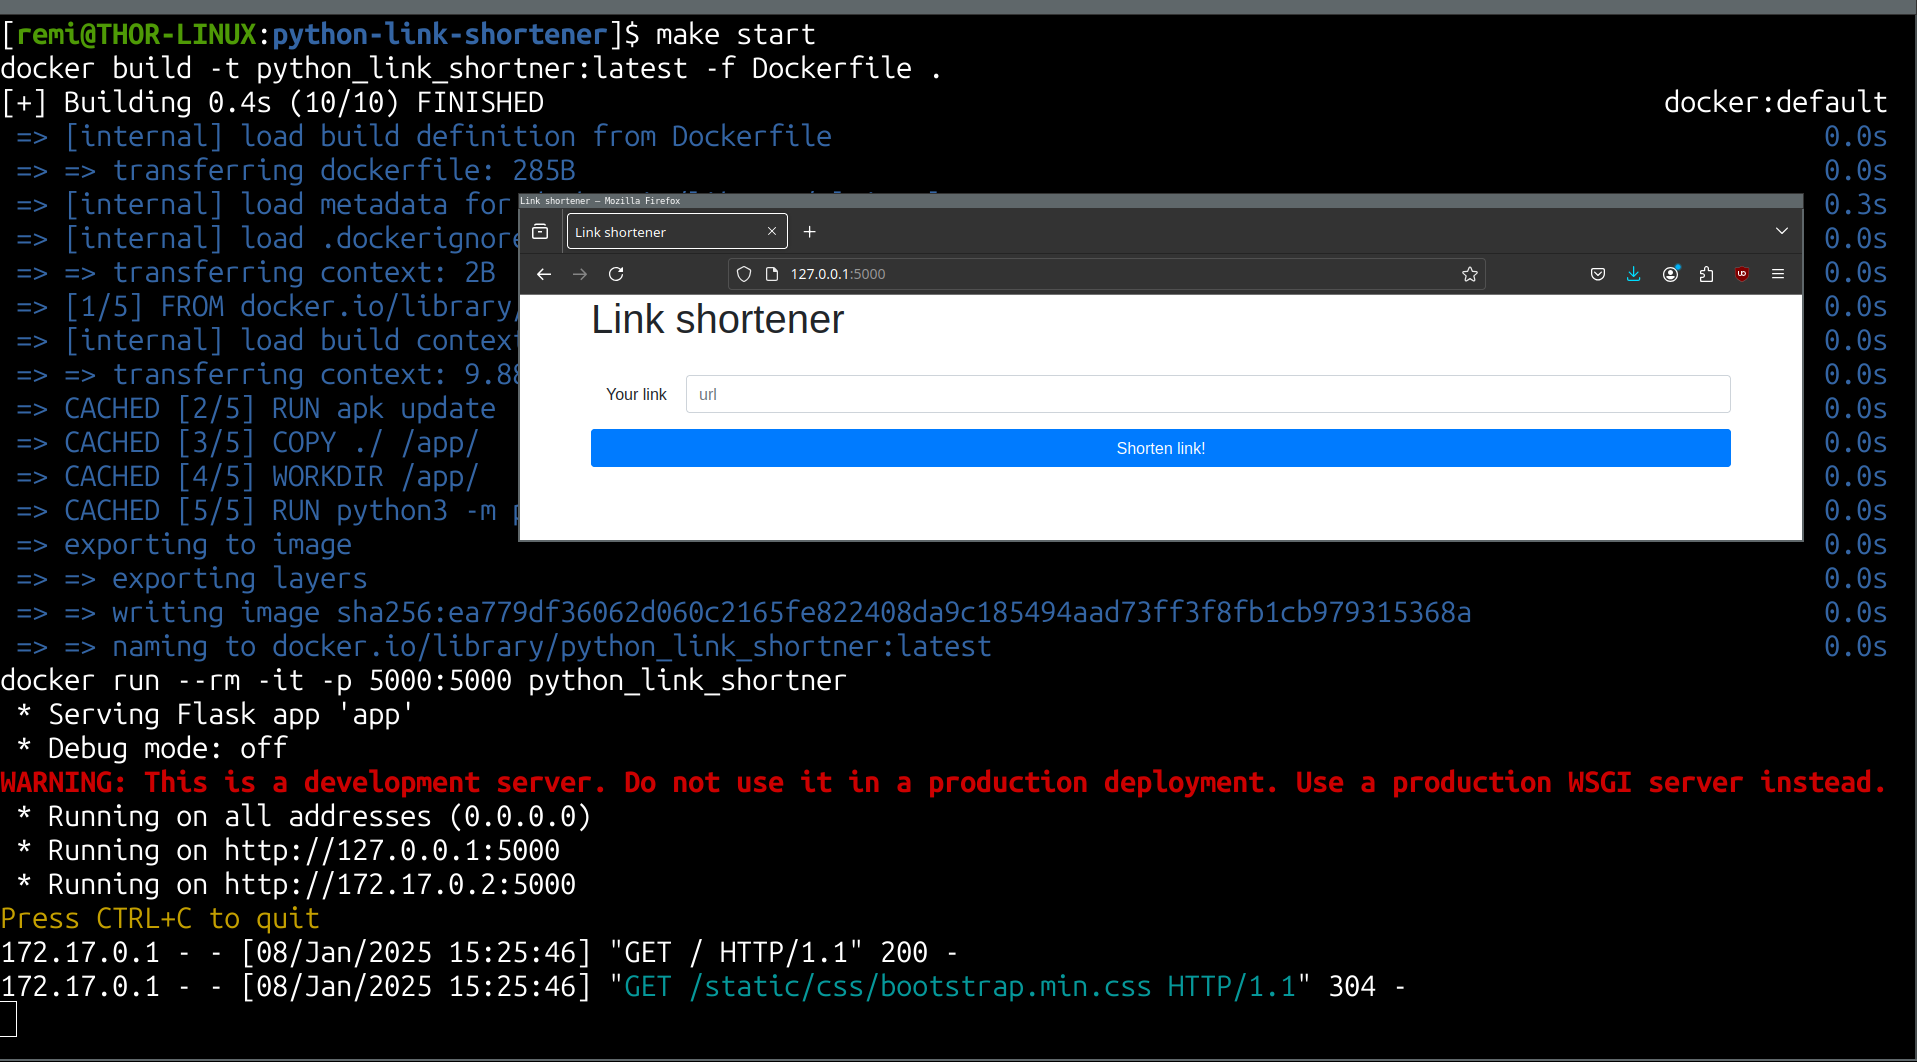 [remi@THOR-LINUX:python-link-shortener]$ make start
docker build -t python_link_shortner:latest -f Dockerfile .
[+] Building 0.4s (10/10) FINISHED docker:default
=> [internal] load build definition from Dockerfile 0.0s
=> => transferring dockerfile: 285B 0.0s
=> [internal] load metadata for 0.3s
=> [internal] load .dockerignore 0.0s
=> => transferring context: 2B 0.0s
=> [1/5] FROM docker.io/library/ 0.0s
=> [internal] load build context 0.0s
=> => transferring context: 9.88 0.0s
=> CACHED [2/5] RUN apk update 0.0s
=> CACHED [3/5] COPY ./ /app/ 0.0s
=> CACHED [4/5] WORKDIR /app/ 0.0s
=> CACHED [5/5] RUN python3 -m 0.0s
=> exporting to image 0.0s
=> => exporting layers 0.0s
=> => writing image sha256:ea779df36062d060c2165fe822408da9c185494aad73ff3f8fb1cb979315368a 0.0s
=> => naming to docker.io/library/python_link_shortner:latest 0.0s
docker run --rm -it -p 5000:5000 python_link_shortner
* Serving Flask app 'app'
* Debug mode: off
WARNING: This is a development server. Do not use it in a production deployment. Use a production WSGI server instead.
* Running on all addresses (0.0.0.0)
* Running on http://127.0.0.1:5000
* Running on http://172.17.0.2:5000
Press CTRL+C to quit
172.17.0.1 - - [08/Jan/2025 15:25:46] "GET / HTTP/1.1" 200 -
172.17.0.1 - - [08/Jan/2025 15:25:46] "GET /static/css/bootstrap.min.css HTTP/1.1" 304 -
Link shortener — Mozilla Firefox
Link shortener
127.0.0.1:5000
Link shortener
Your link url
Shorten link!